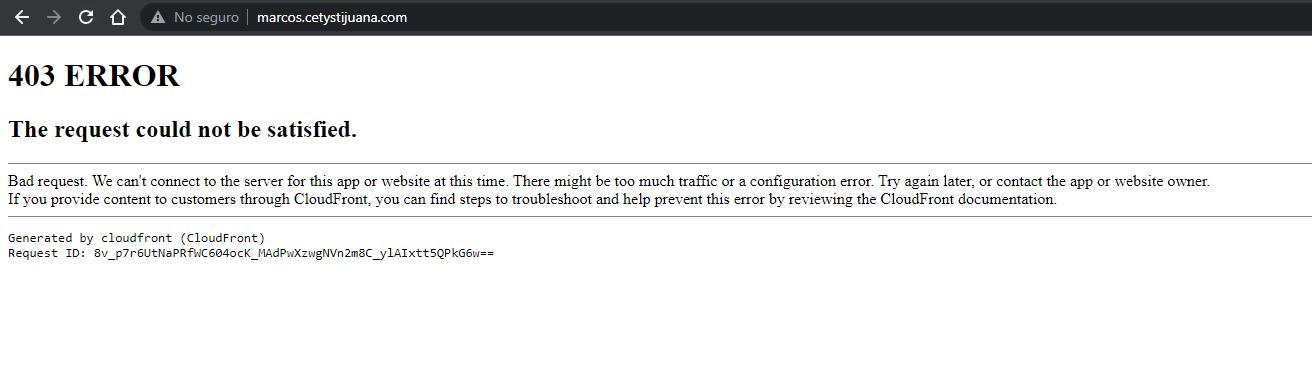 No seguro marcos.cetystijuana.com
403 ERROR
The request could not be satisfied.
Bad request. We can't connect to the server for this app or website at this time. There might be too much traffic or a configuration error. Try again later, or contact the app or website owner.
If you provide content to customers through CloudFront, you can find steps to troubleshoot and help prevent this error by reviewing the CloudFront documentation.
Generated by cloudfront (CloudFront)
Request ID: 8v_p7r6UtNaPRfWC604ocK_MAdPwXzwgNVn2m8C_ylAIxtt5QPkG6w==